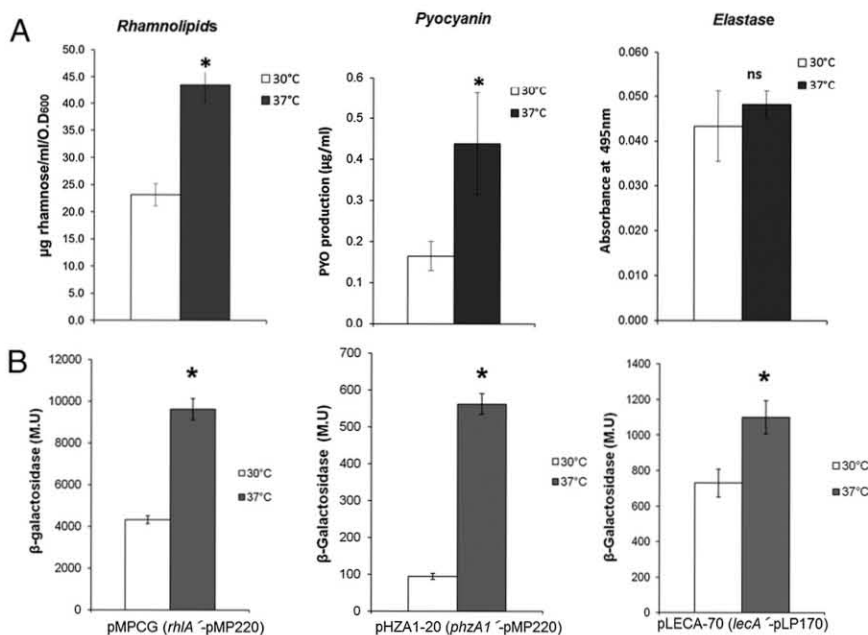 A
Rhamnolipids
µg rhamnose/ml/O.D600
50.0
45.0
40.0
35.0
30.0
25.0
20.0
15.0
10.0
5.0
0.0
*
30°C
37°C
Pyocyanin
PYO production (µg/ml)
0.6
0.5
0.4
0.3
0.2
0.1
0.0
*
30°C
37°C
Elastase
Absorbance at 495nm
0.060
0.050
0.040
0.030
0.020
0.010
0.000
ns
30°C
37°C
B
β-galactosidase (M.U)
12000
10000
8000
6000
4000
2000
0
*
30°C
37°C
pMPCG (rhlA´-pMP220)
β-Galactosidase (M.U)
700
600
500
400
300
200
100
0
*
30°C
37°C
pHZA1-20 (phzA1´-pMP220)
β-Galactosidase (M.U)
1400
1200
1000
800
600
400
200
0
*
30°C
37°C
pLECA-70 (lecA´-pLP170)